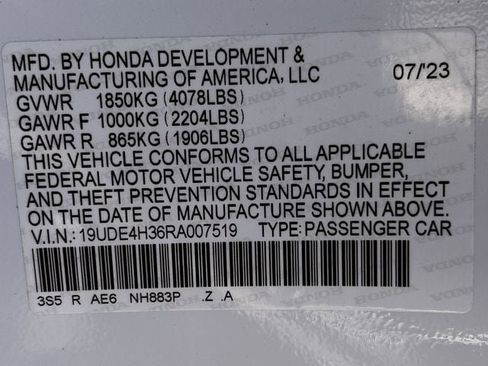 MFD. BY HONDA DEVELOPMENT &
MANUFACTURING OF AMERICA, LLC 07/'23
GVWR 1850KG (4078LBS)
GAWR F 1000KG (2204LBS)
GAWR R 865KG (1906LBS)
THIS VEHICLE CONFORMS TO ALL APPLICABLE
FEDERAL MOTOR VEHICLE SAFETY, BUMPER,
AND THEFT PREVENTION STANDARDS IN EFFECT
ON THE DATE OF MANUFACTURE SHOWN ABOVE.
V.I.N.: 19UDE4H36RA007519 TYPE: PASSENGER CAR
3S5 R AE6 NH883P .Z .A